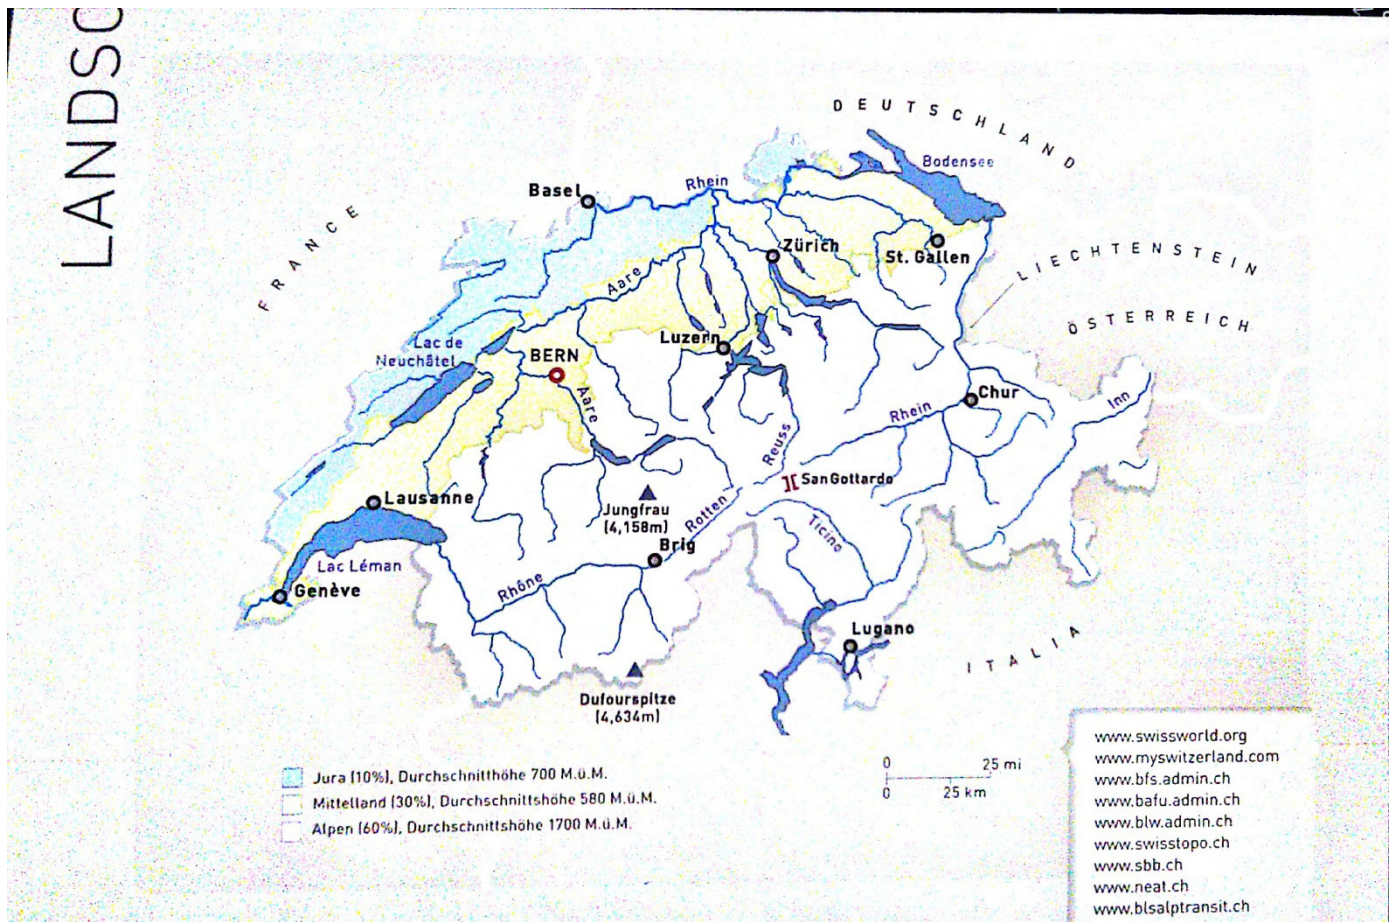 LANDSC
DEUTSCHLAND
Bodensee
Rhein
Basel
FRANCE
Zürich
St. Gallen
LIECHTENSTEIN
ÖSTERREICH
Aare
Lac de
Neuchâtel
BERN
Luzern
Aare
Chur
Inn
Rhein
Reuss
San Gottardo
Lausanne
Jungfrau
(4,158m)
Rotten
Ticino
Brig
Lac Léman
Rhône
Genève
Lugano
ITALIA
Dufourspitze
(4,634m)
0 25 mi
0 25 km
Jura (10%), Durchschnitthöhe 700 M.ü.M.
Mittelland (30%), Durchschnittshöhe 580 M.ü.M.
Alpen (60%), Durchschnittshöhe 1700 M.ü.M.
www.swissworld.org
www.myswitzerland.com
www.bfs.admin.ch
www.bafu.admin.ch
www.blw.admin.ch
www.swisstopo.ch
www.sbb.ch
www.neat.ch
www.blsalptransit.ch